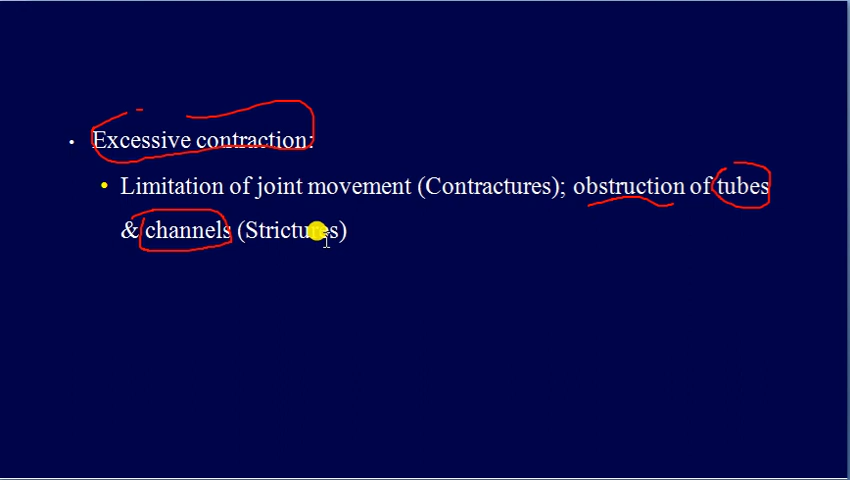 • Excessive contraction:
• Limitation of joint movement (Contractures); obstruction of tubes
& channels (Strictures)